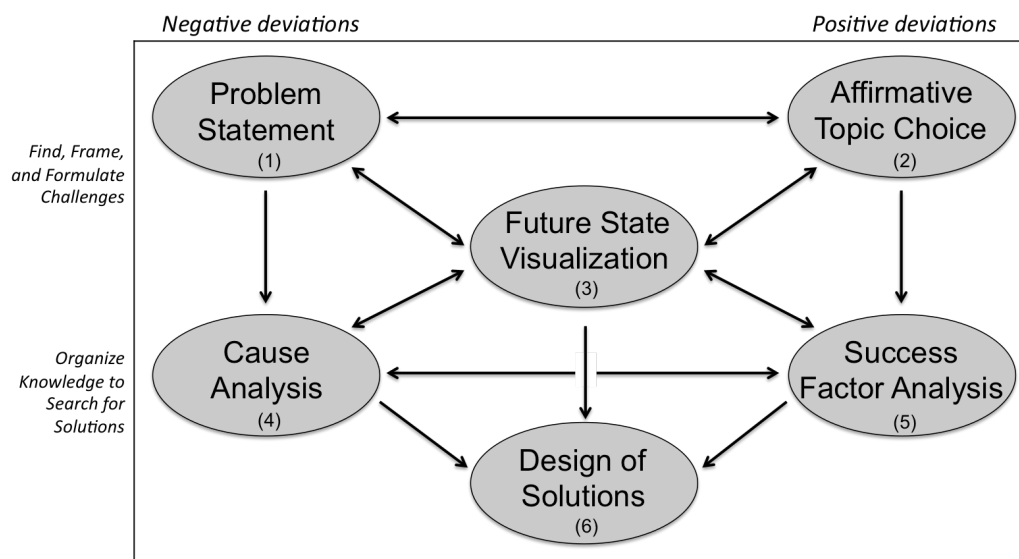 Negative deviations
Positive deviations
Find, Frame,
and Formulate
Challenges
Problem
Statement
(1)
Affirmative
Topic Choice
(2)
Future State
Visualization
(3)
Organize
Knowledge to
Search for
Solutions
Cause
Analysis
(4)
Success
Factor Analysis
(5)
Design of
Solutions
(6)